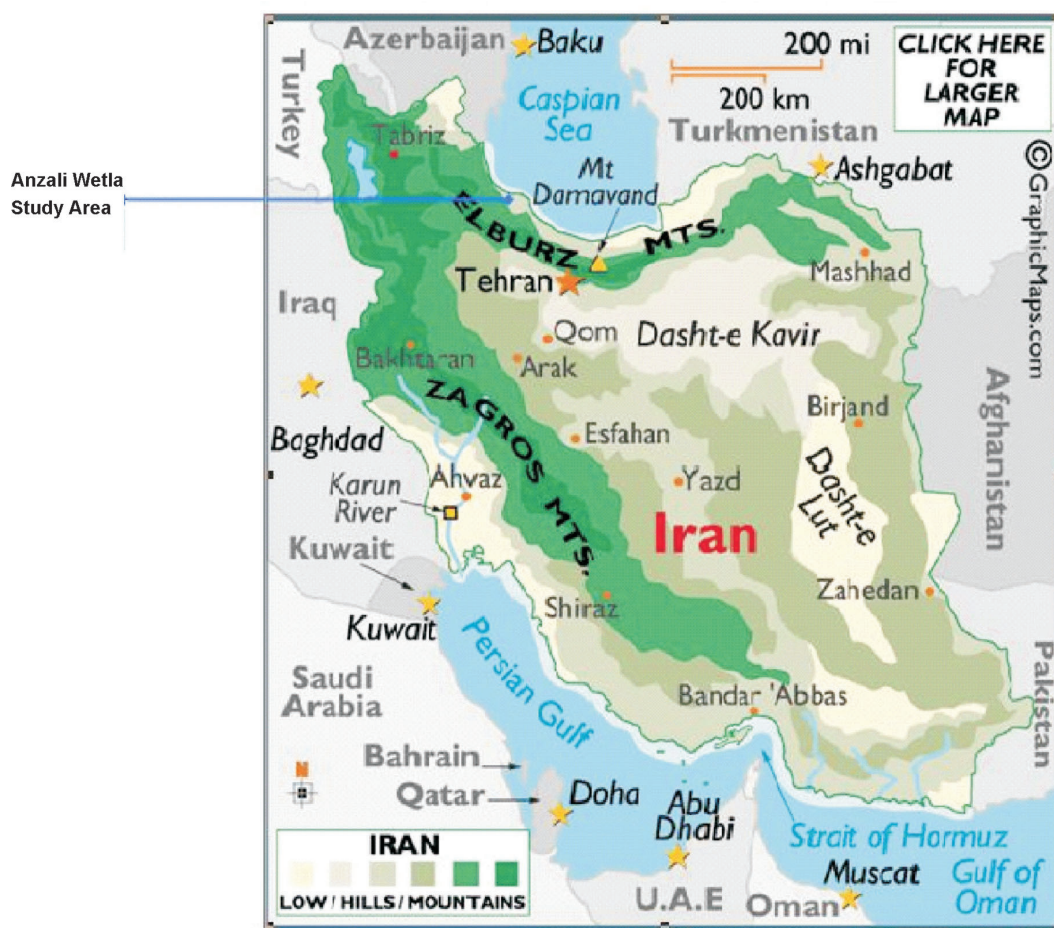 Azerbaijan
Baku
200 mi
200 km
CLICK HERE
FOR
LARGER
MAP
Turkey
Caspian
Sea
Turkmenistan
©GraphicMaps.com
Tabriz
Mt
Damavand
Ashgabat
Anzali Wetla
Study Area
ELBURZ MTS.
Tehran
Mashhad
Iraq
Qom
Dasht-e Kavir
Bakhtaran
Arak
Afghanistan
ZAGROS MTS.
Birjand
Baghdad
Esfahan
Dasht-e
Lut
Karun
River
Ahvaz
Yazd
Iran
Kuwait
Zahedan
Shiraz
Kuwait
Persian Gulf
Pakistan
Saudi
Arabia
Bandar 'Abbas
Bahrain
N
Qatar
Doha
Abu
Dhabi
Strait of Hormuz
IRAN
Muscat
Gulf of
Oman
LOW / HILLS / MOUNTAINS
U.A.E
Oman